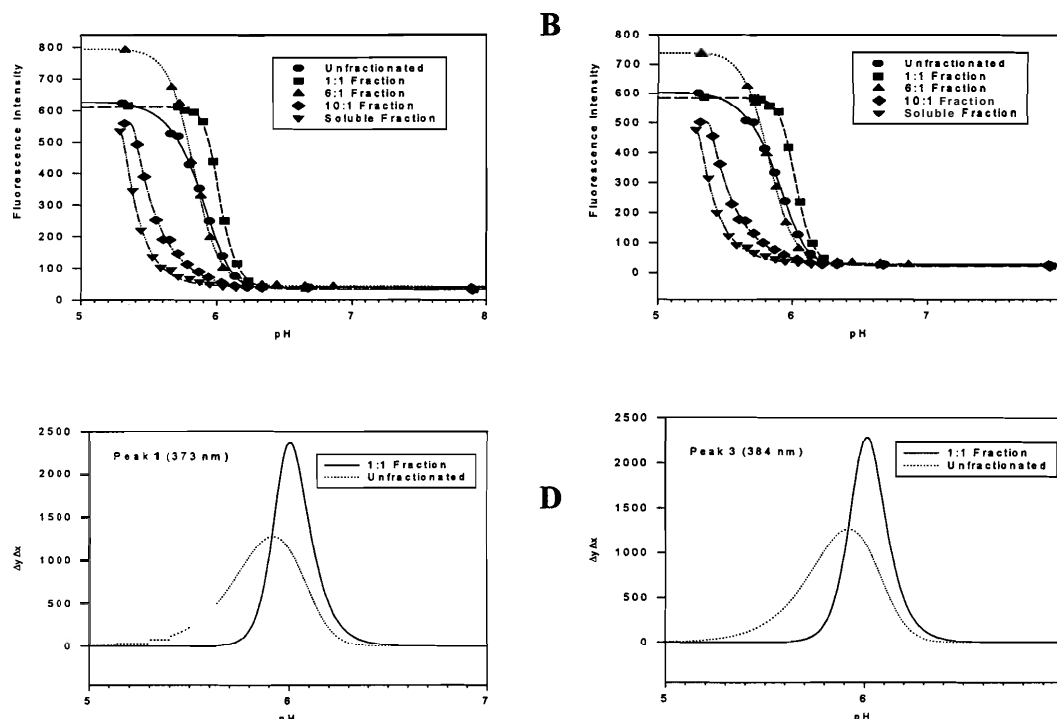 B
800
700
600
500
400
300
200
100
0
Fluorescence Intensity
Unfractionated
1:1 Fraction
6:1 Fraction
10:1 Fraction
Soluble Fraction
5
6
7
8
pH
800
700
600
500
400
300
200
100
0
Fluorescence Intensity
Unfractionated
1:1 Fraction
6:1 Fraction
10:1 Fraction
Soluble Fraction
5
6
7
pH
2500
2000
1500
1000
500
0
ΔyΔx
Peak 1 (373 nm)
1:1 Fraction
Unfractionated
5
6
7
pH
D
2500
2000
1500
1000
500
0
ΔyΔx
Peak 3 (384 nm)
1:1 Fraction
Unfractionated
5
6
pH